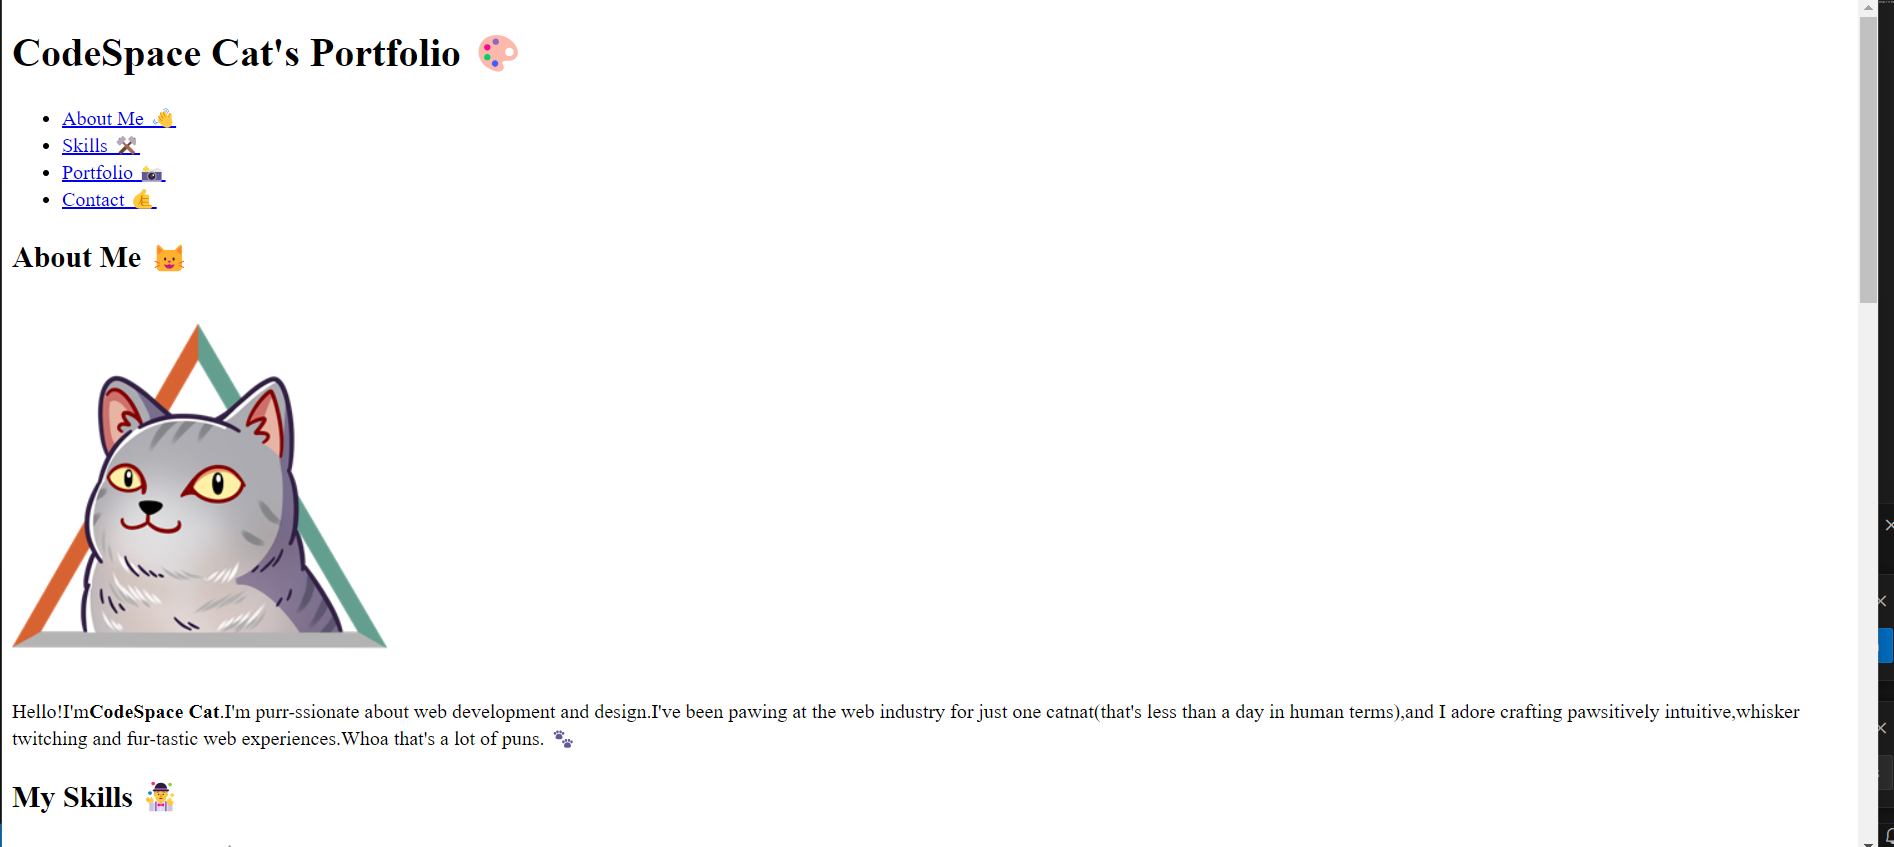 CodeSpace Cat's Portfolio 🎨
About Me 👋
Skills ⚒
Portfolio 📸
Contact 👍
About Me 😺
Hello!I'mCodeSpace Cat.I'm purr-ssionate about web development and design.I've been pawing at the web industry for just one catnat(that's less than a day in human terms),and I adore crafting pawsitively intuitive,whisker
twitching and fur-tastic web experiences.Whoa that's a lot of puns. 🐾
My Skills 🤹